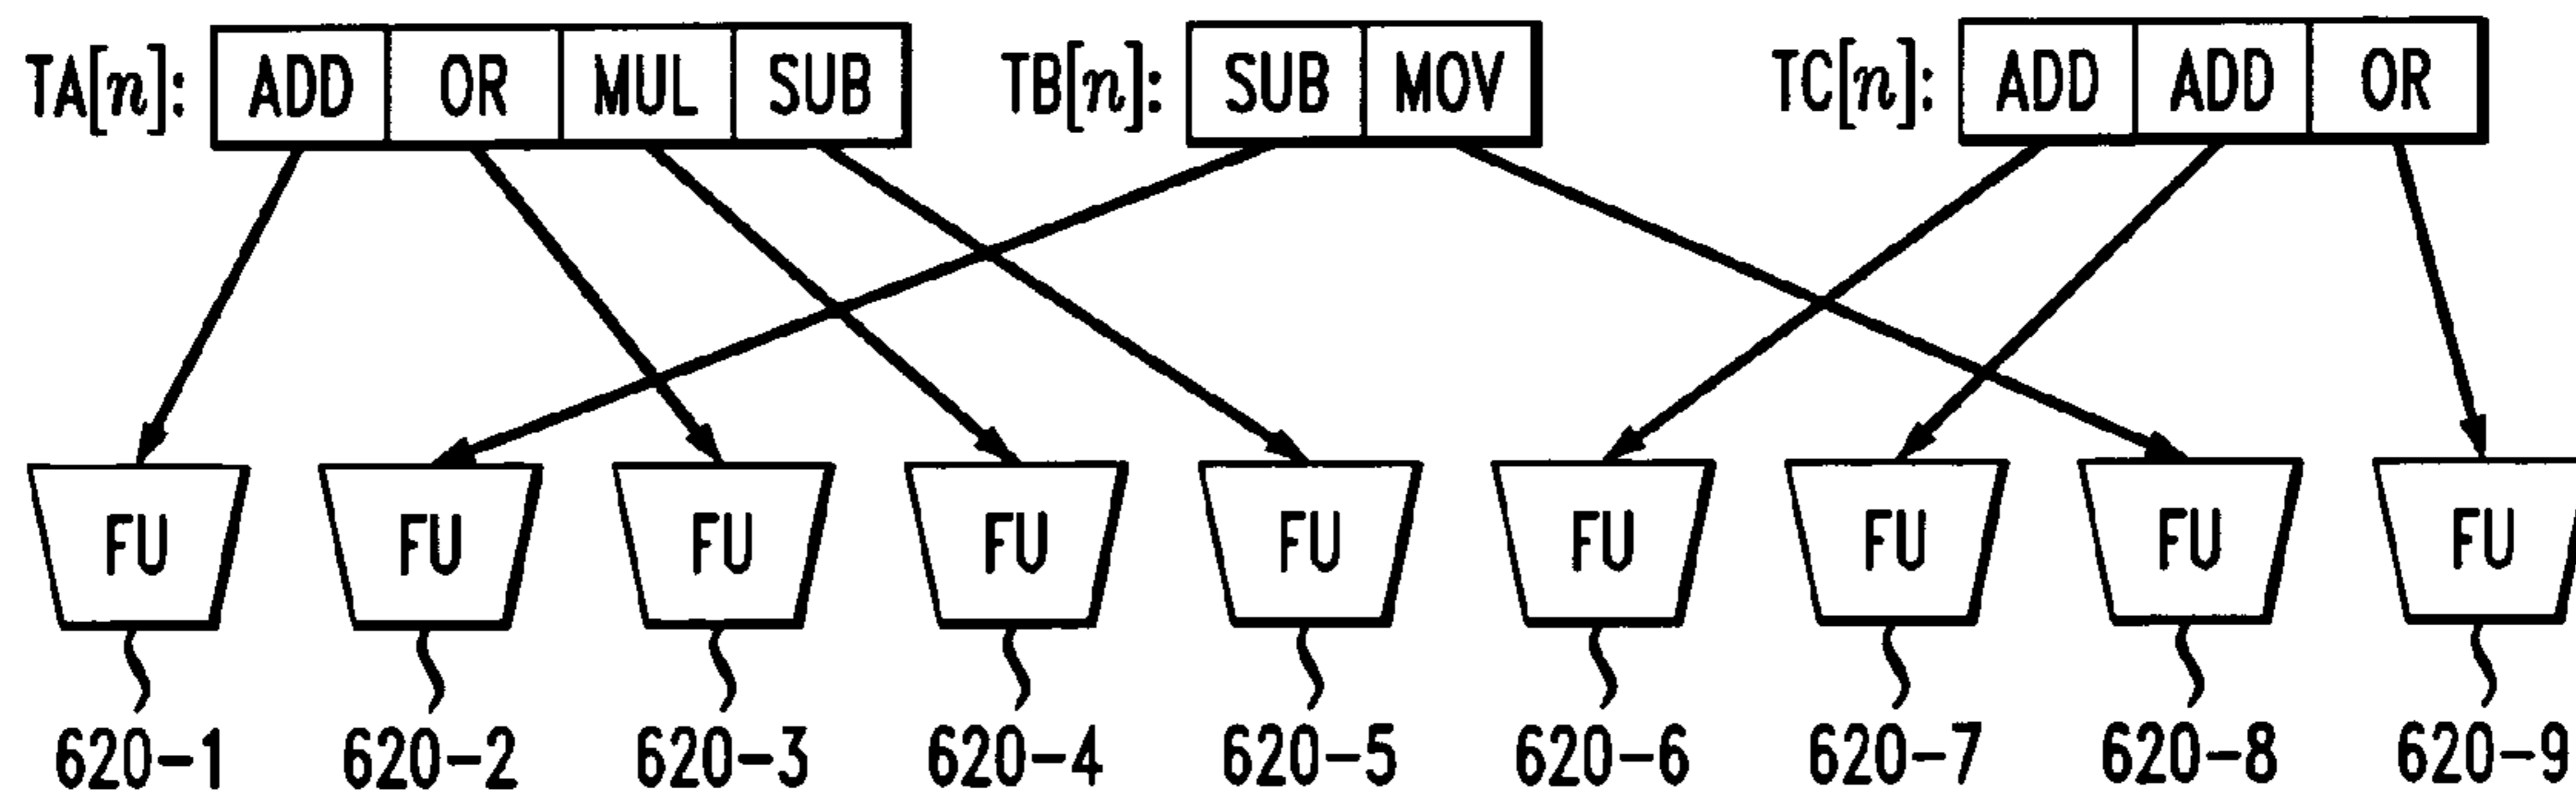 TA[n]: ADD OR MUL SUB TB[n]: SUB MOV TC[n]: ADD ADD OR
FU FU FU FU FU FU FU FU FU
620-1 620-2 620-3 620-4 620-5 620-6 620-7 620-8 620-9